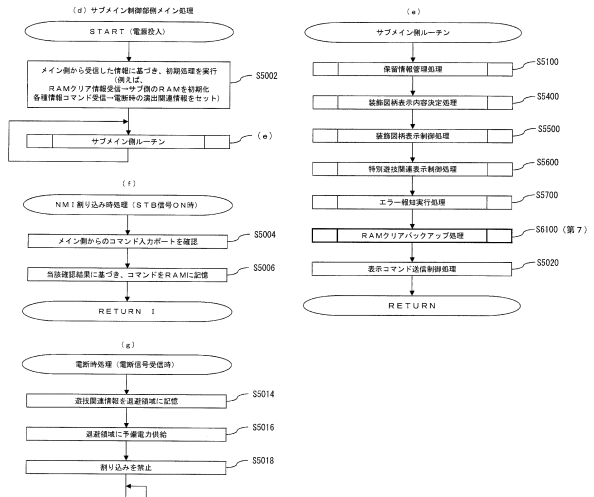 (d) サブメイン制御部側メイン処理
START（電源投入）
メイン側から受信した情報に基づき、初期処理を実行
（例えば、
RAMクリア情報受信→サブ側のRAMを初期化
各種情報コマンド受信→電断時の演出関連情報をセット）
S5002
サブメイン側ルーチン
(e)
(f)
NMI割り込み時処理（STB信号ON時）
メイン側からのコマンド入力ポートを確認
S5004
当該確認結果に基づき、コマンドをRAMに記憶
S5006
RETURN I
(g)
電断時処理（電断信号受信時）
遊技関連情報を退避領域に記憶
S5014
退避領域に予備電力供給
S5016
割り込みを禁止
S5018
(e)
サブメイン側ルーチン
保留情報管理処理
S5100
装飾図柄表示内容決定処理
S5400
装飾図柄表示制御処理
S5500
特別遊技関連表示制御処理
S5600
エラー報知実行処理
S5700
RAMクリアバックアップ処理
S6100（第７）
表示コマンド送信制御処理
S5020
RETURN